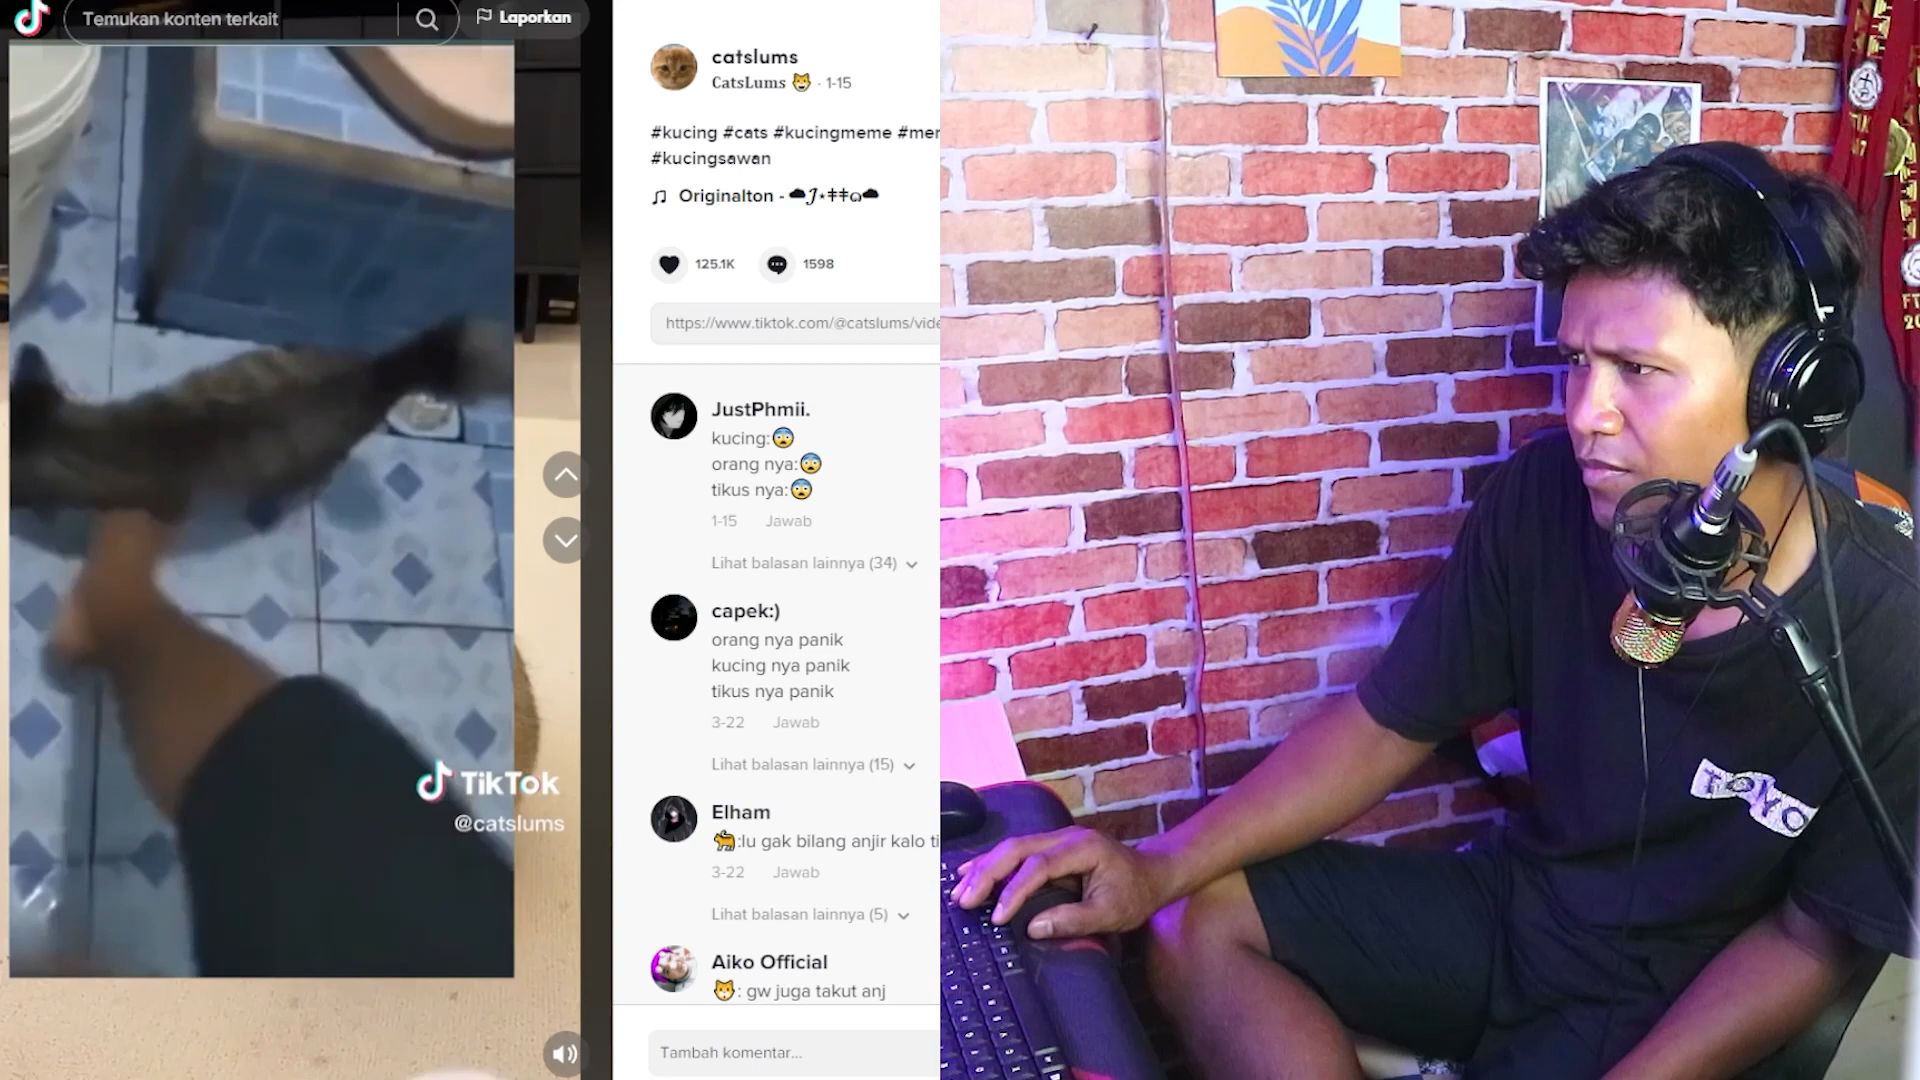 Temukan konten terkait
Laporkan
catslums
CatsLums 😺 · 1-15
#kucing #cats #kucingmeme
#kucingsawan
Originalton -
125.1K
1598
https://www.tiktok.com/@catslums/vide
JustPhmii.
kucing:😨
orang nya:😨
tikus nya:😨
1-15 Jawab
Lihat balasan lainnya (34)
capek:)
orang nya panik
kucing nya panik
tikus nya panik
3-22 Jawab
Lihat balasan lainnya (15)
Elham
🐈:lu gak bilang anjir kalo
3-22 Jawab
Lihat balasan lainnya (5)
Aiko Official
🐱: gw juga takut anj
Tambah komentar...
TikTok
@catslums
TOYO